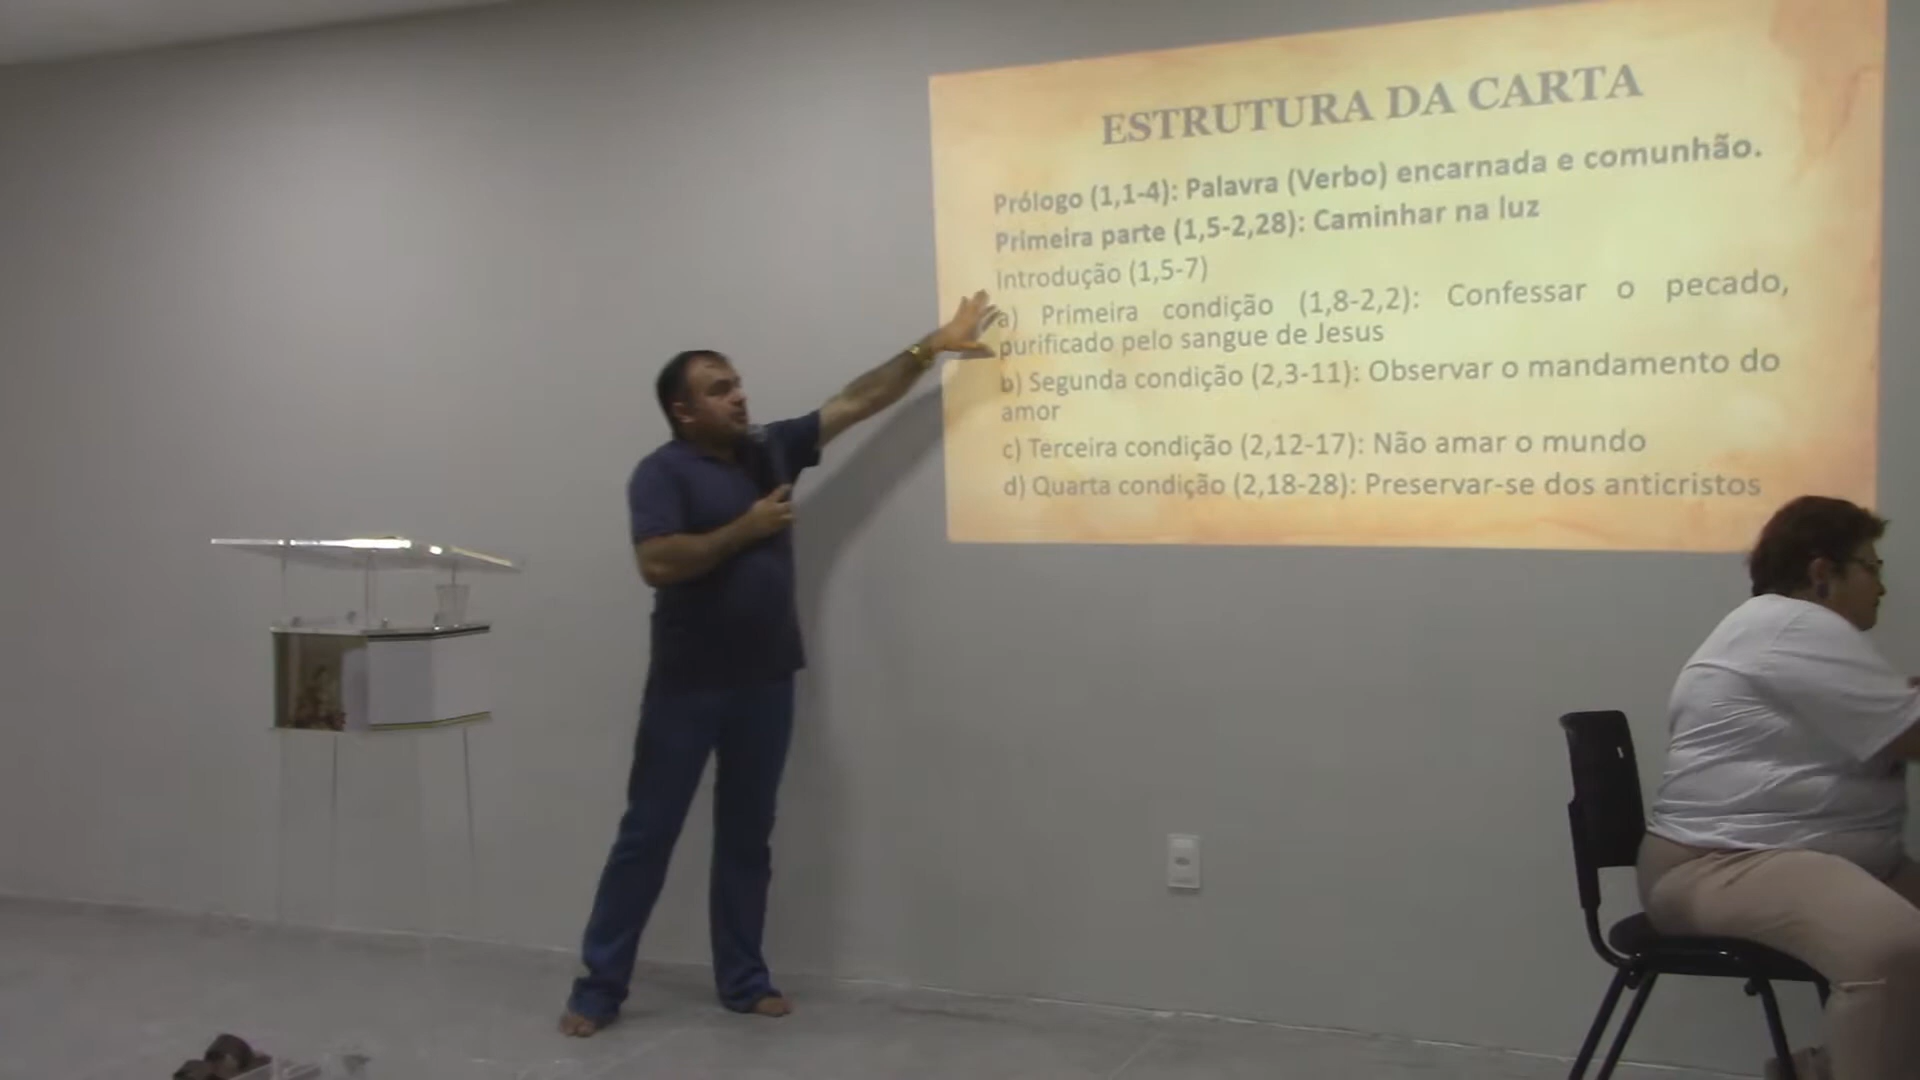 ESTRUTURA DA CARTA
Prólogo (1,1-4): Palavra (Verbo) encarnada e comunhão.
Primeira parte (1,5-2,28): Caminhar na luz
Introdução (1,5-7)
a) Primeira condição (1,8-2,2): Confessar o pecado,
purificado pelo sangue de Jesus
b) Segunda condição (2,3-11): Observar o mandamento do
amor
c) Terceira condição (2,12-17): Não amar o mundo
d) Quarta condição (2,18-28): Preservar-se dos anticristos